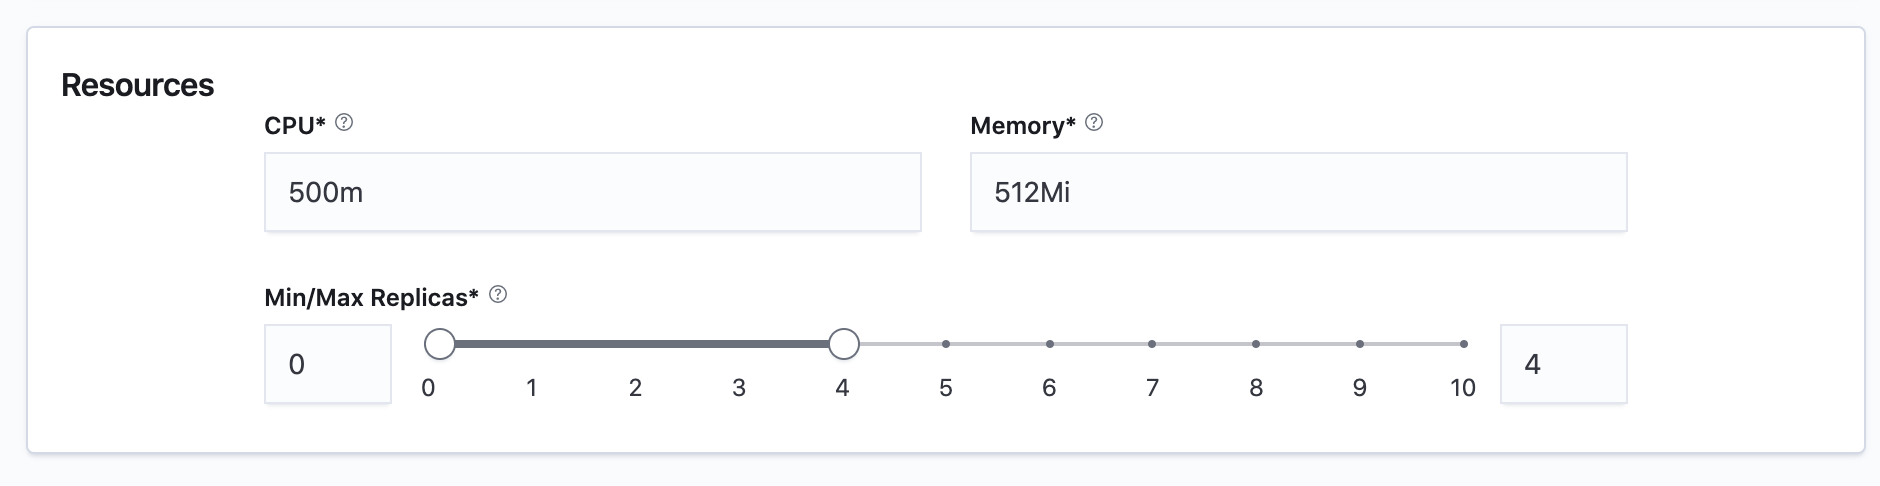 Resources
CPU* ?
Memory* ?
500m
512Mi
Min/Max Replicas* ?
0
4
0 1 2 3 4 5 6 7 8 9 10